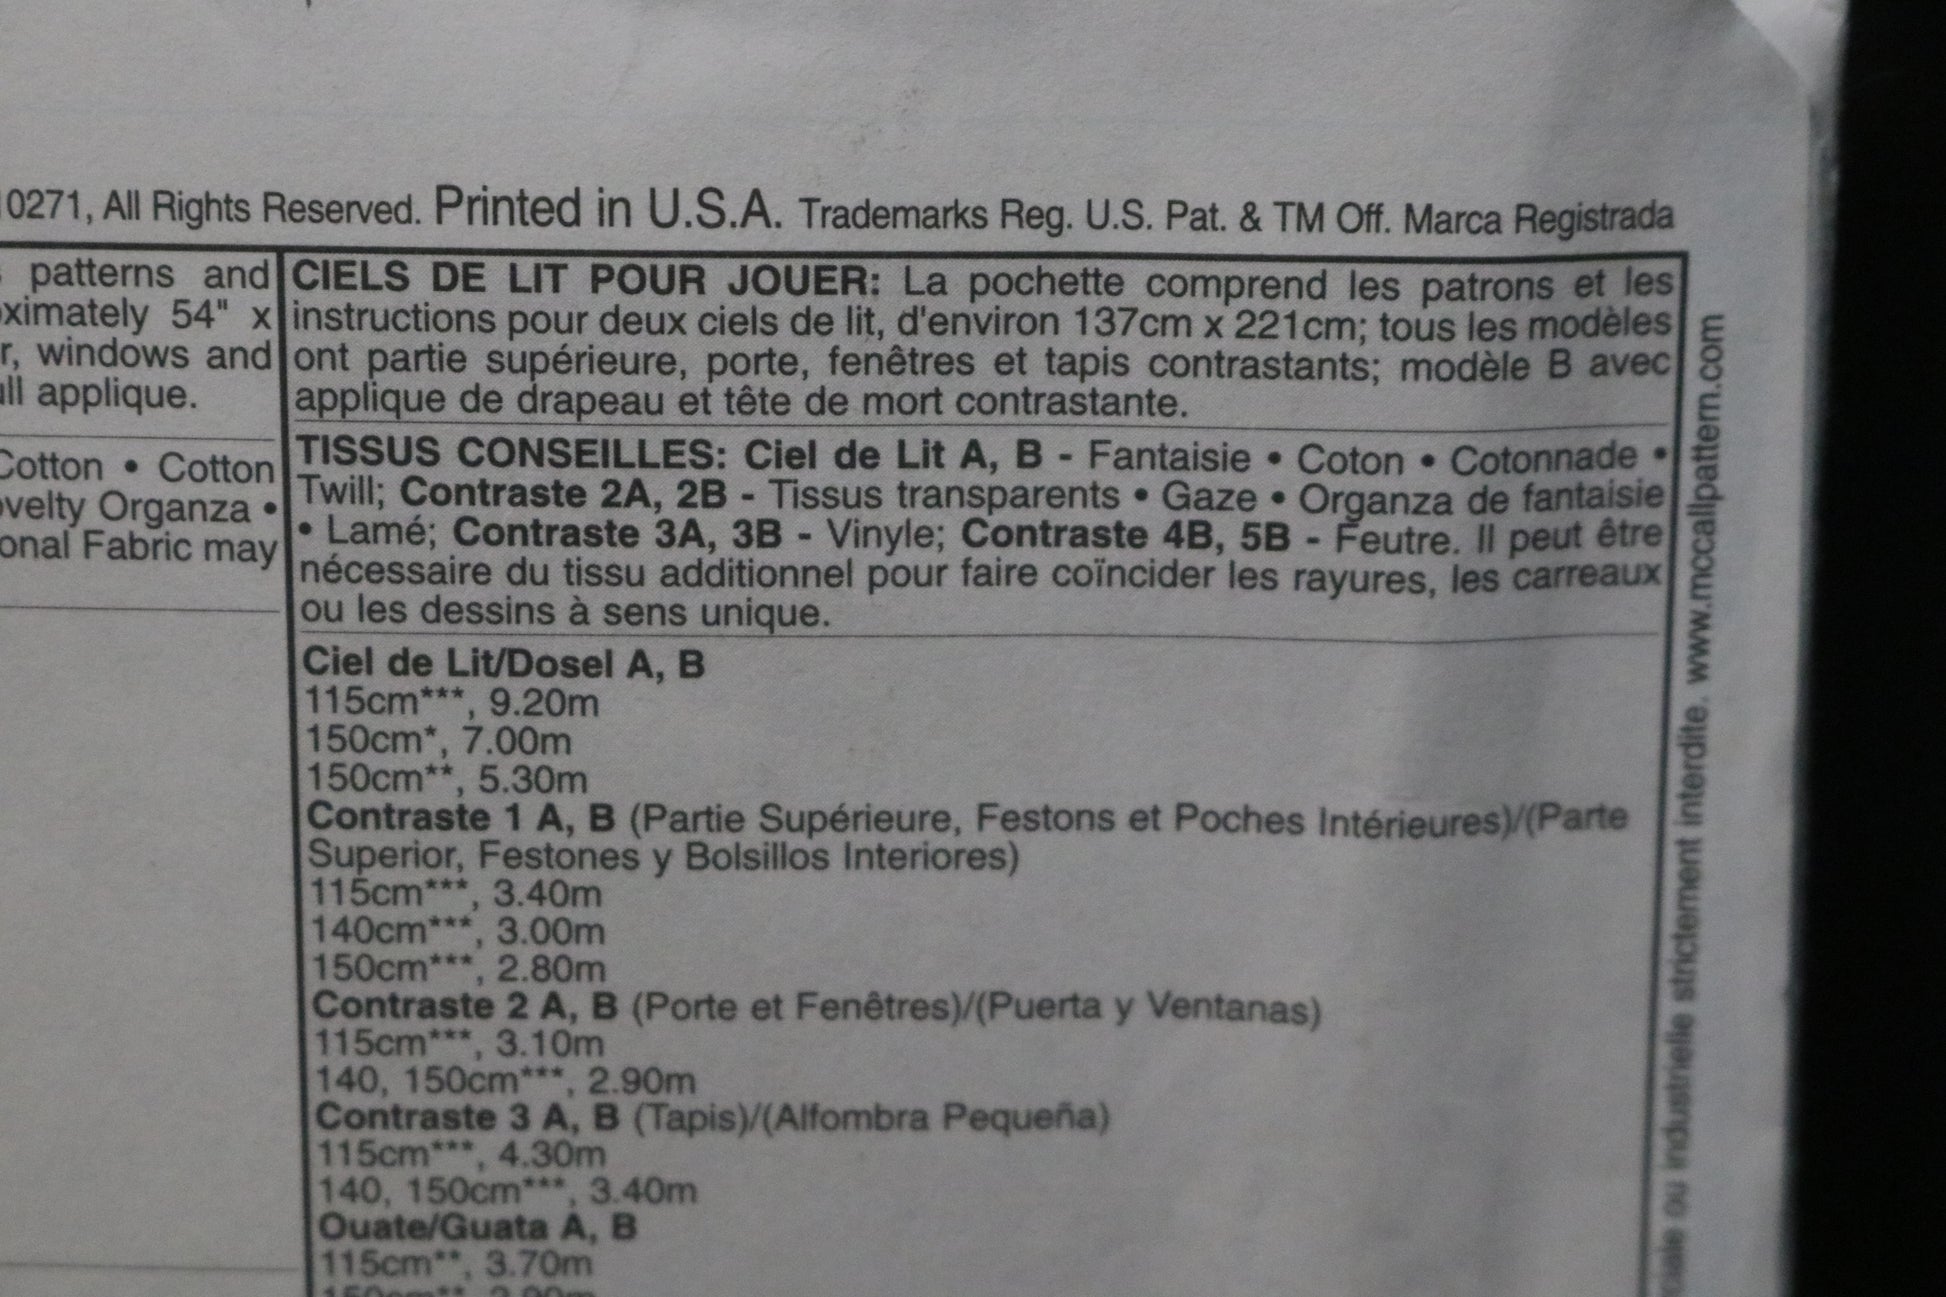 0271, All Rights Reserved. Printed in U.S.A. Trademarks Reg. U.S. Pat. & TM Off. Marca Registrada
patterns and
ximately 54" x
r, windows and
ull applique.
Cotton • Cotton
ovelty Organza •
onal Fabric may
CIELS DE LIT POUR JOUER: La pochette comprend les patrons et les
instructions pour deux ciels de lit, d'environ 137cm x 221cm; tous les modèles
ont partie supérieure, porte, fenêtres et tapis contrastants; modèle B avec
applique de drapeau et tête de mort contrastante.
TISSUS CONSEILLES: Ciel de Lit A, B - Fantaisie • Coton • Cotonnade •
Twill; Contraste 2A, 2B - Tissus transparents • Gaze • Organza de fantaisie
• Lamé; Contraste 3A, 3B - Vinyle; Contraste 4B, 5B - Feutre. Il peut être
nécessaire du tissu additionnel pour faire coïncider les rayures, les carreaux
ou les dessins à sens unique.
Ciel de Lit/Dosel A, B
115cm***, 9.20m
150cm*, 7.00m
150cm**, 5.30m
Contraste 1 A, B (Partie Supérieure, Festons et Poches Intérieures)/(Parte
Superior, Festones y Bolsillos Interiores)
115cm***, 3.40m
140cm***, 3.00m
150cm***, 2.80m
Contraste 2 A, B (Porte et Fenêtres)/(Puerta y Ventanas)
115cm***, 3.10m
140, 150cm***, 2.90m
Contraste 3 A, B (Tapis)/(Alfombra Pequeña)
115cm***, 4.30m
140, 150cm***, 3.40m
Ouate/Guata A, B
115cm**, 3.70m
ciale ou industrielle strictement interdite. www.mccallpattern.com